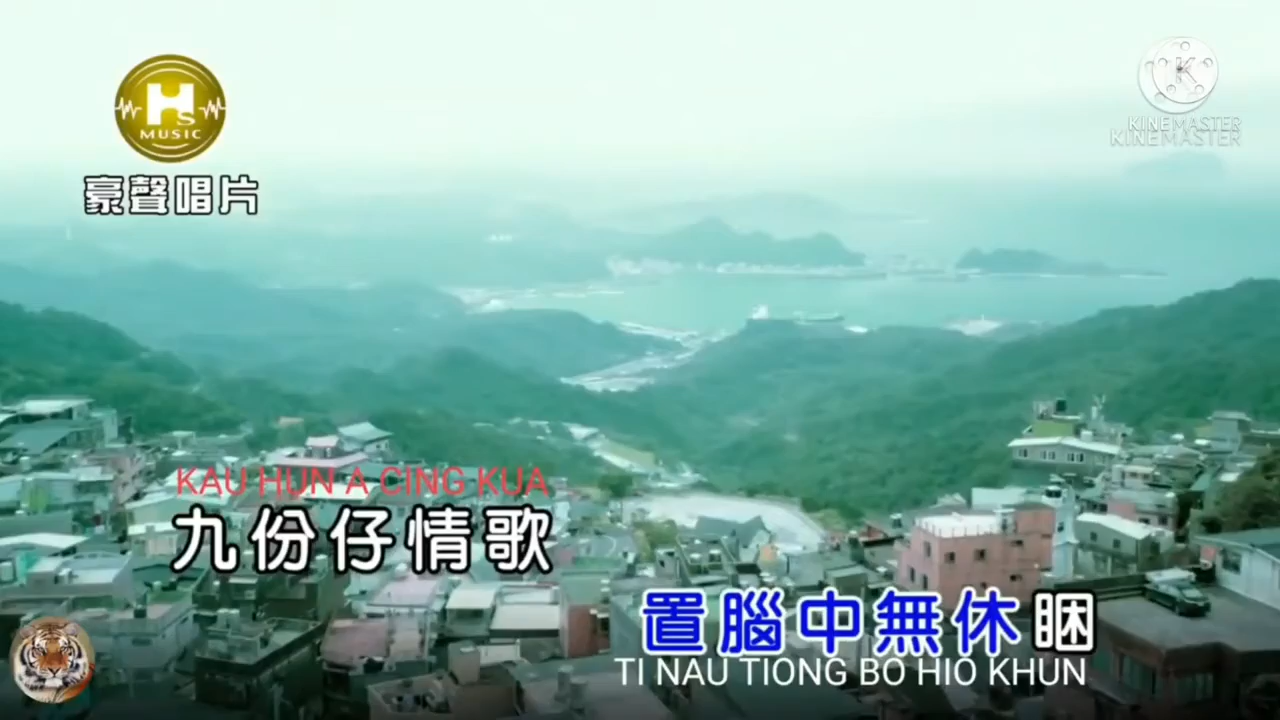 HS
MUSIC
豪聲唱片
K
KINEMASTER
KINEMASTER
KAU HUN A CING KUA
九份仔情歌
置腦中無休睏
TI NAU TIONG BO HIO KHUN